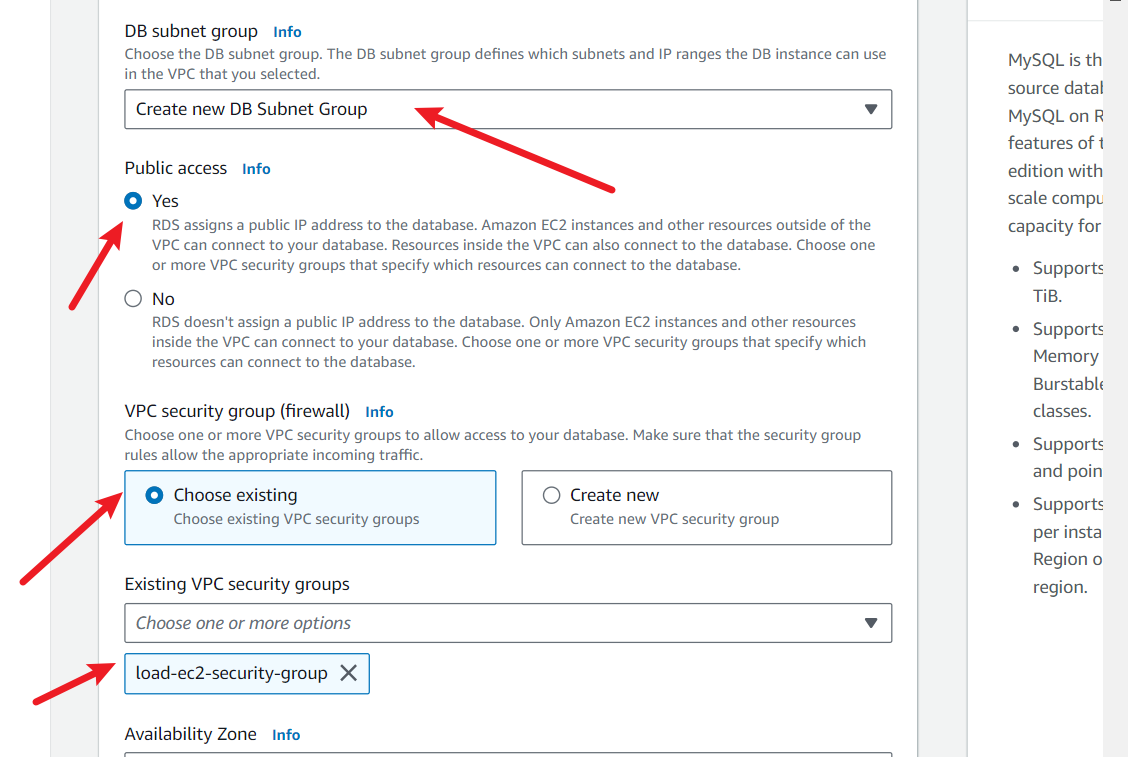 DB subnet group Info
Choose the DB subnet group. The DB subnet group defines which subnets and IP ranges the DB instance can use
in the VPC that you selected.
Create new DB Subnet Group
Public access Info
Yes
RDS assigns a public IP address to the database. Amazon EC2 instances and other resources outside of the
VPC can connect to your database. Resources inside the VPC can also connect to the database. Choose one
or more VPC security groups that specify which resources can connect to the database.
No
RDS doesn't assign a public IP address to the database. Only Amazon EC2 instances and other resources
inside the VPC can connect to your database. Choose one or more VPC security groups that specify which
resources can connect to the database.
VPC security group (firewall) Info
Choose one or more VPC security groups to allow access to your database. Make sure that the security group
rules allow the appropriate incoming traffic.
Choose existing
Choose existing VPC security groups
Create new
Create new VPC security group
Existing VPC security groups
Choose one or more options
load-ec2-security-group
Availability Zone Info
MySQL is th
source datab
MySQL on R
features of t
edition with
scale compu
capacity for
• Supports
TiB.
• Supports
Memory
Burstable
classes.
• Supports
and poin
• Supports
per insta
Region o
region.